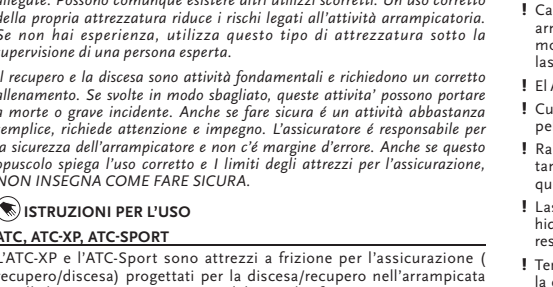 allegate. Possono comunque esistere altri utilizzi scorretti. Un uso corretto
della propria attrezzatura riduce i rischi legati all'attività arrampicatoria.
Se non hai esperienza, utilizza questo tipo di attrezzatura sotto la
supervisione di una persona esperta.
Il recupero e la discesa sono attività fondamentali e richiedono un corretto
allenamento. Se svolte in modo sbagliato, queste attivita' possono portare
a morte o grave incidente. Anche se fare sicura é un attività abbastanza
semplice, richiede attenzione e impegno. L'assicuratore é responsabile per
la sicurezza dell'arrampicatore e non c'é margine d'errore. Anche se questo
opuscolo spiega l'uso corretto e I limiti degli attrezzi per l'assicurazione,
NON INSEGNA COME FARE SICURA.
ISTRUZIONI PER L'USO
ATC, ATC-XP, ATC-SPORT
L'ATC-XP e l'ATC-Sport sono attrezzi a frizione per l'assicurazione (
recupero/discesa) progettati per la discesa/recupero nell'arrampicata
! Ca
arr
mo
las
! El A
! Cu
pe
! Ra
tar
qu
! Las
hic
res
! Ter
la